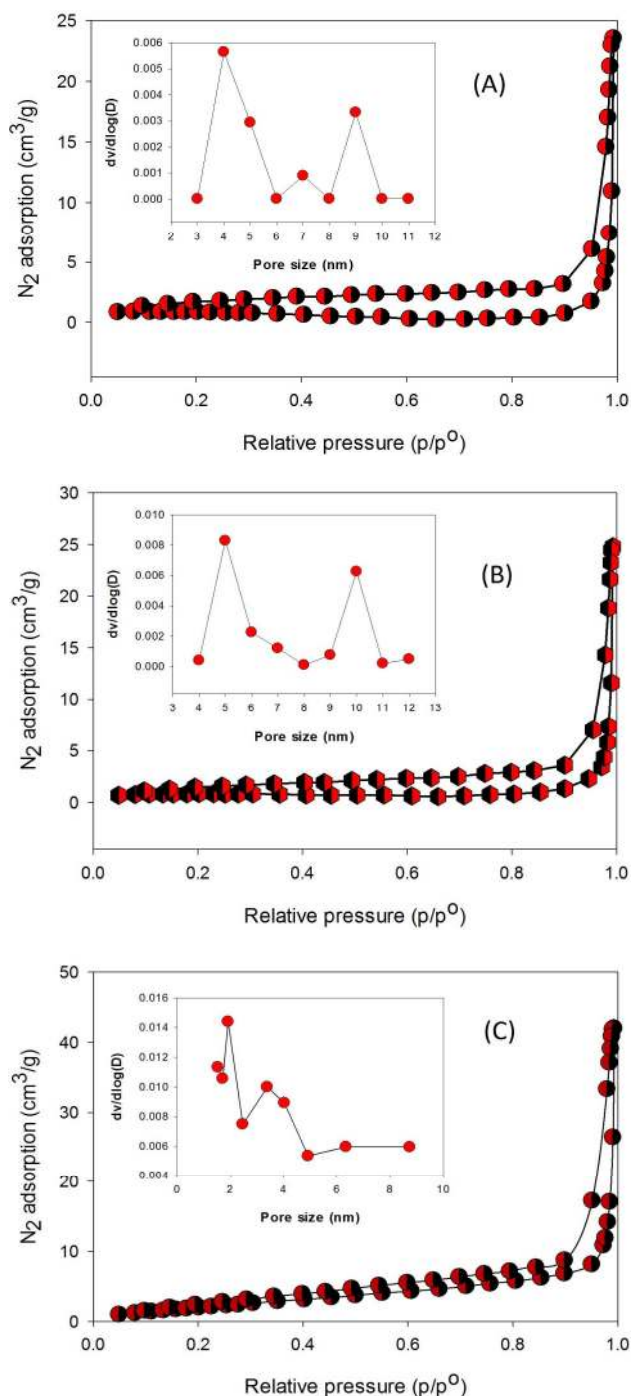 (A)
N2 adsorption (cm3/g)
25
20
15
10
5
0
0.0 0.2 0.4 0.6 0.8 1.0
Relative pressure (p/po)
dv/dlog(D)
0.006
0.005
0.004
0.003
0.002
0.001
0.000
2 3 4 5 6 7 8 9 10 11 12
Pore size (nm)
(B)
N2 adsorption (cm3/g)
30
25
20
15
10
5
0
0.0 0.2 0.4 0.6 0.8 1.0
Relative pressure (p/po)
dv/dlog(D)
0.010
0.008
0.006
0.004
0.002
0.000
3 4 5 6 7 8 9 10 11 12 13
Pore size (nm)
(C)
N2 adsorption (cm3/g)
50
40
30
20
10
0
0.0 0.2 0.4 0.6 0.8 1.0
Relative pressure (p/po)
dv/dlog(D)
0.016
0.014
0.012
0.010
0.008
0.006
0.004
0 2 4 6 8 10
Pore size (nm)